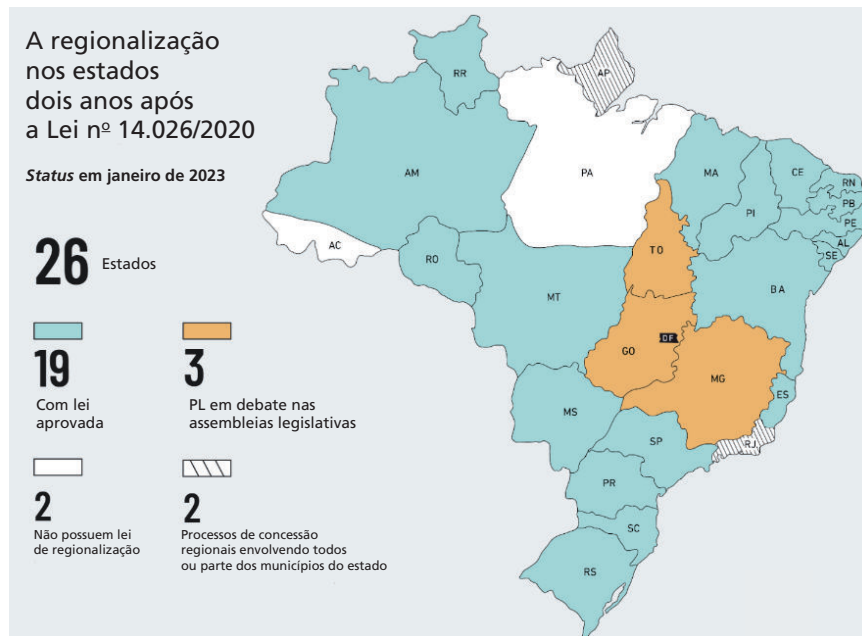 A regionalização
nos estados
dois anos após
a Lei nº 14.026/2020
Status em janeiro de 2023
26 Estados
19
Com lei
aprovada
3
PL em debate nas
assembleias legislativas
2
Não possuem lei
de regionalização
2
Processos de concessão
regionais envolvendo todos
ou parte dos municípios do estado
RR
AP
AM
PA
MA
CE
RN
PB
PE
PI
AL
SE
AC
RO
TO
BA
MT
DF
GO
MG
ES
MS
SP
RJ
PR
SC
RS